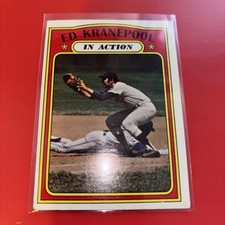 ED KRANEPOOL
IN ACTION